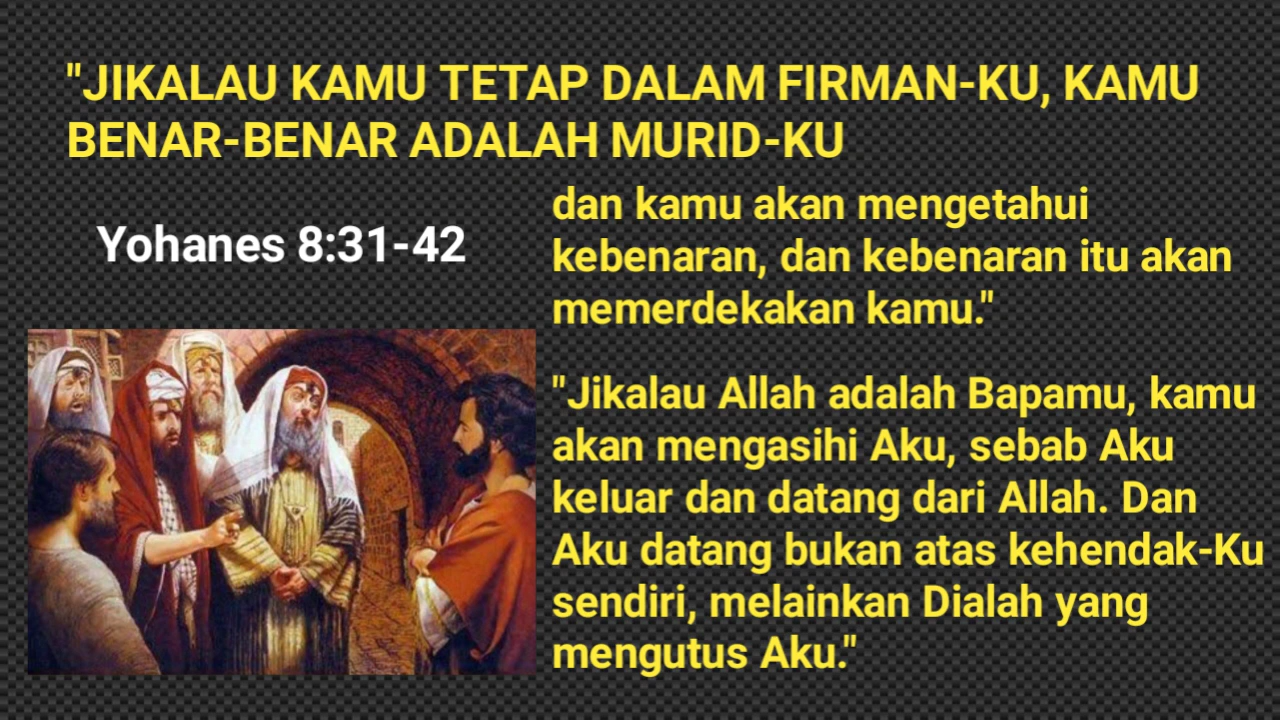 "JIKALAU KAMU TETAP DALAM FIRMAN-KU, KAMU
BENAR-BENAR ADALAH MURID-KU
Yohanes 8:31-42
dan kamu akan mengetahui
kebenaran, dan kebenaran itu akan
memerdekakan kamu."
"Jikalau Allah adalah Bapamu, kamu
akan mengasihi Aku, sebab Aku
keluar dan datang dari Allah. Dan
Aku datang bukan atas kehendak-Ku
sendiri, melainkan Dialah yang
mengutus Aku."